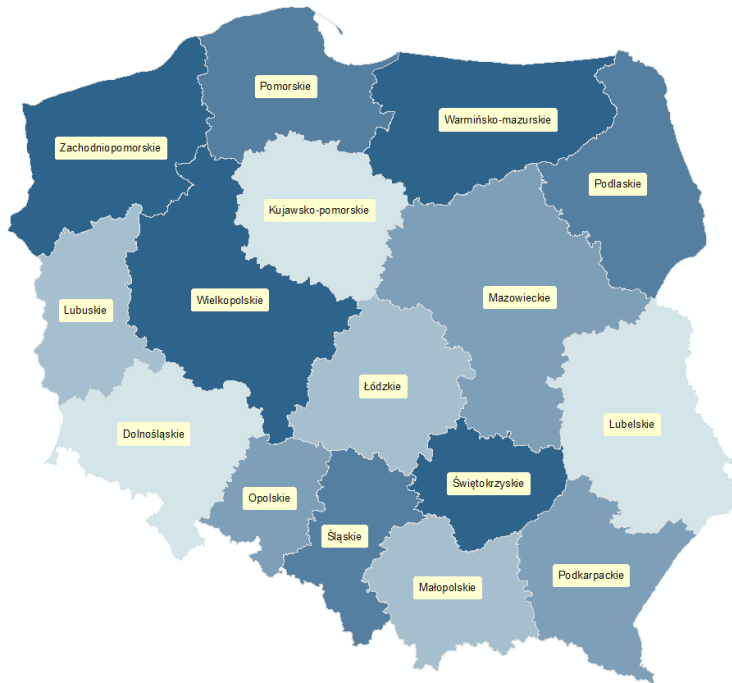 Pomorskie
Warmińsko-mazurskie
Zachodniopomorskie
Podlaskie
Kujawsko-pomorskie
Lubuskie
Wielkopolskie
Mazowieckie
Łódzkie
Dolnośląskie
Lubelskie
Opolskie
Świętokrzyskie
Śląskie
Małopolskie
Podkarpackie